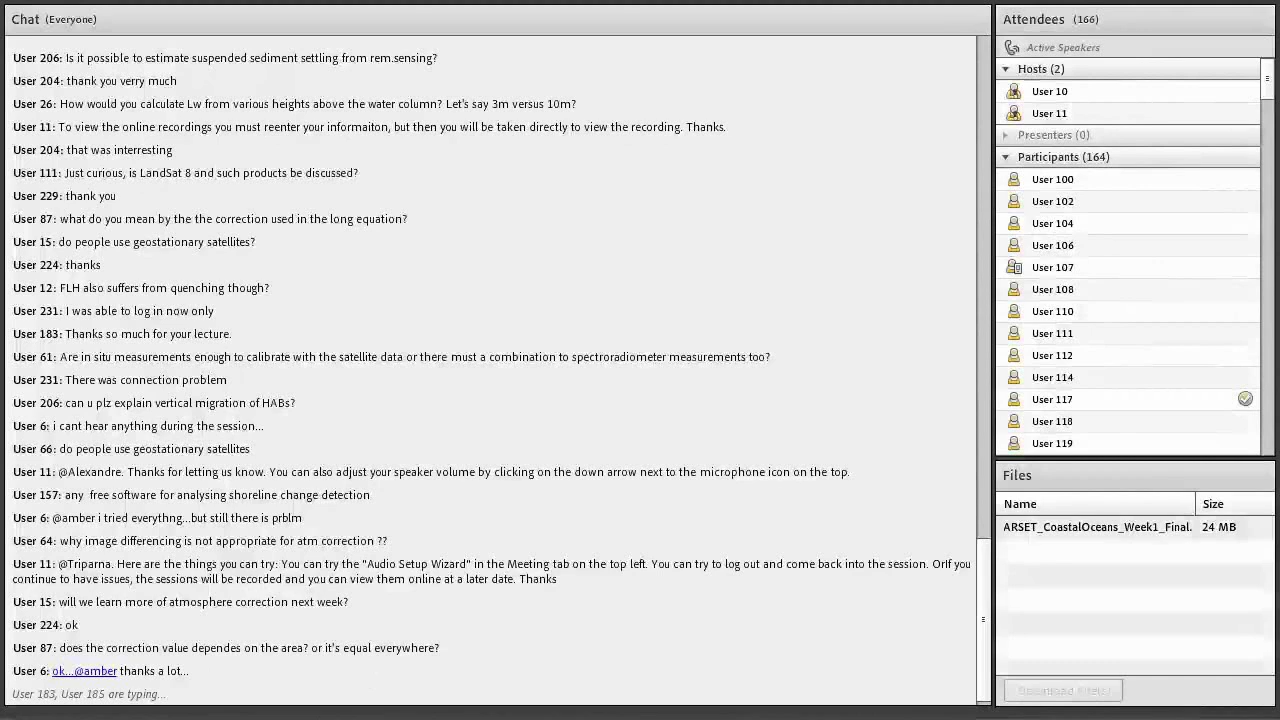 Chat (Everyone)
User 206: Is it possible to estimate suspended sediment settling from rem.sensing?
User 204: thank you verry much
User 26: How would you calculate Lw from various heights above the water column? Let's say 3m versus 10m?
User 11: To view the online recordings you must reenter your informaiton, but then you will be taken directly to view the recording. Thanks.
User 204: that was interresting
User 111: Just curious, is LandSat 8 and such products be discussed?
User 229: thank you
User 87: what do you mean by the the correction used in the long equation?
User 15: do people use geostationary satellites?
User 224: thanks
User 12: FLH also suffers from quenching though?
User 231: I was able to log in now only
User 183: Thanks so much for your lecture.
User 61: Are in situ measurements enough to calibrate with the satellite data or there must a combination to spectroradiometer measurements too?
User 231: There was connection problem
User 206: can u plz explain vertical migration of HABs?
User 6: i cant hear anything during the session...
User 66: do people use geostationary satellites
User 11: @Alexandre. Thanks for letting us know. You can also adjust your speaker volume by clicking on the down arrow next to the microphone icon on the top.
User 157: any  free software for analysing shoreline change detection
User 6: @amber i tried everythng...but still there is prblm
User 64: why image differencing is not appropriate for atm correction ??
User 11: @Triparna. Here are the things you can try: You can try the "Audio Setup Wizard" in the Meeting tab on the top left. You can try to log out and come back into the session. OrIf you
continue to have issues, the sessions will be recorded and you can view them online at a later date. Thanks
User 15: will we learn more of atmosphere correction next week?
User 224: ok
User 87: does the correction value dependes on the area? or it's equal everywhere?
User 6: ok...@amber thanks a lot...
User 183, User 185 are typing...
Attendees (166)
Active Speakers
Hosts (2)
User 10
User 11
Presenters (0)
Participants (164)
User 100
User 102
User 104
User 106
User 107
User 108
User 110
User 111
User 112
User 114
User 117
User 118
User 119
Files
Name Size
ARSET_CoastalOceans_Week1_Final. 24 MB
Download File(s)